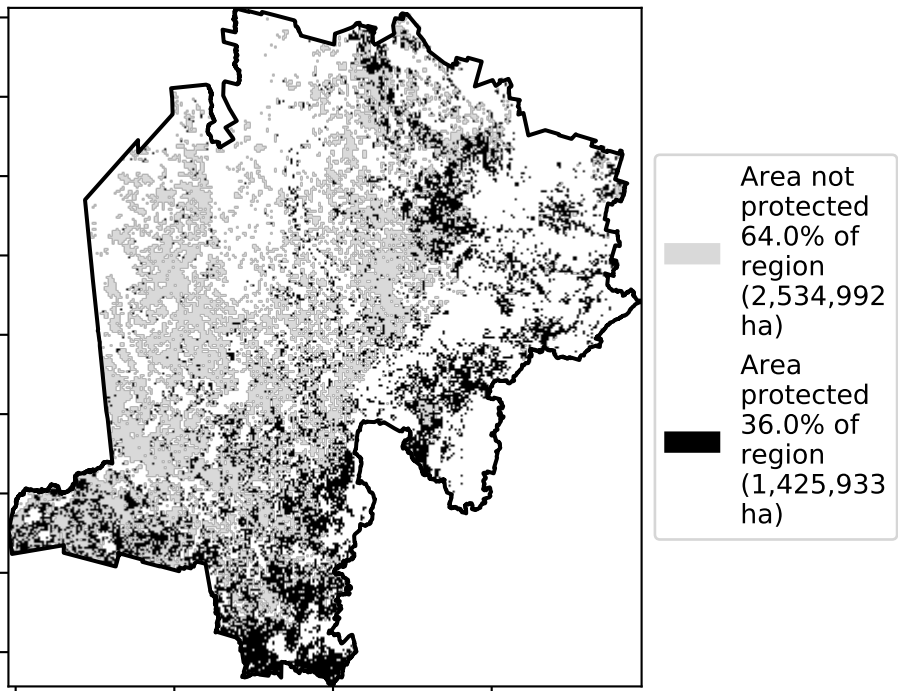 Area not
protected
64.0% of
region
(2,534,992
ha)
Area
protected
36.0% of
region
(1,425,933
ha)